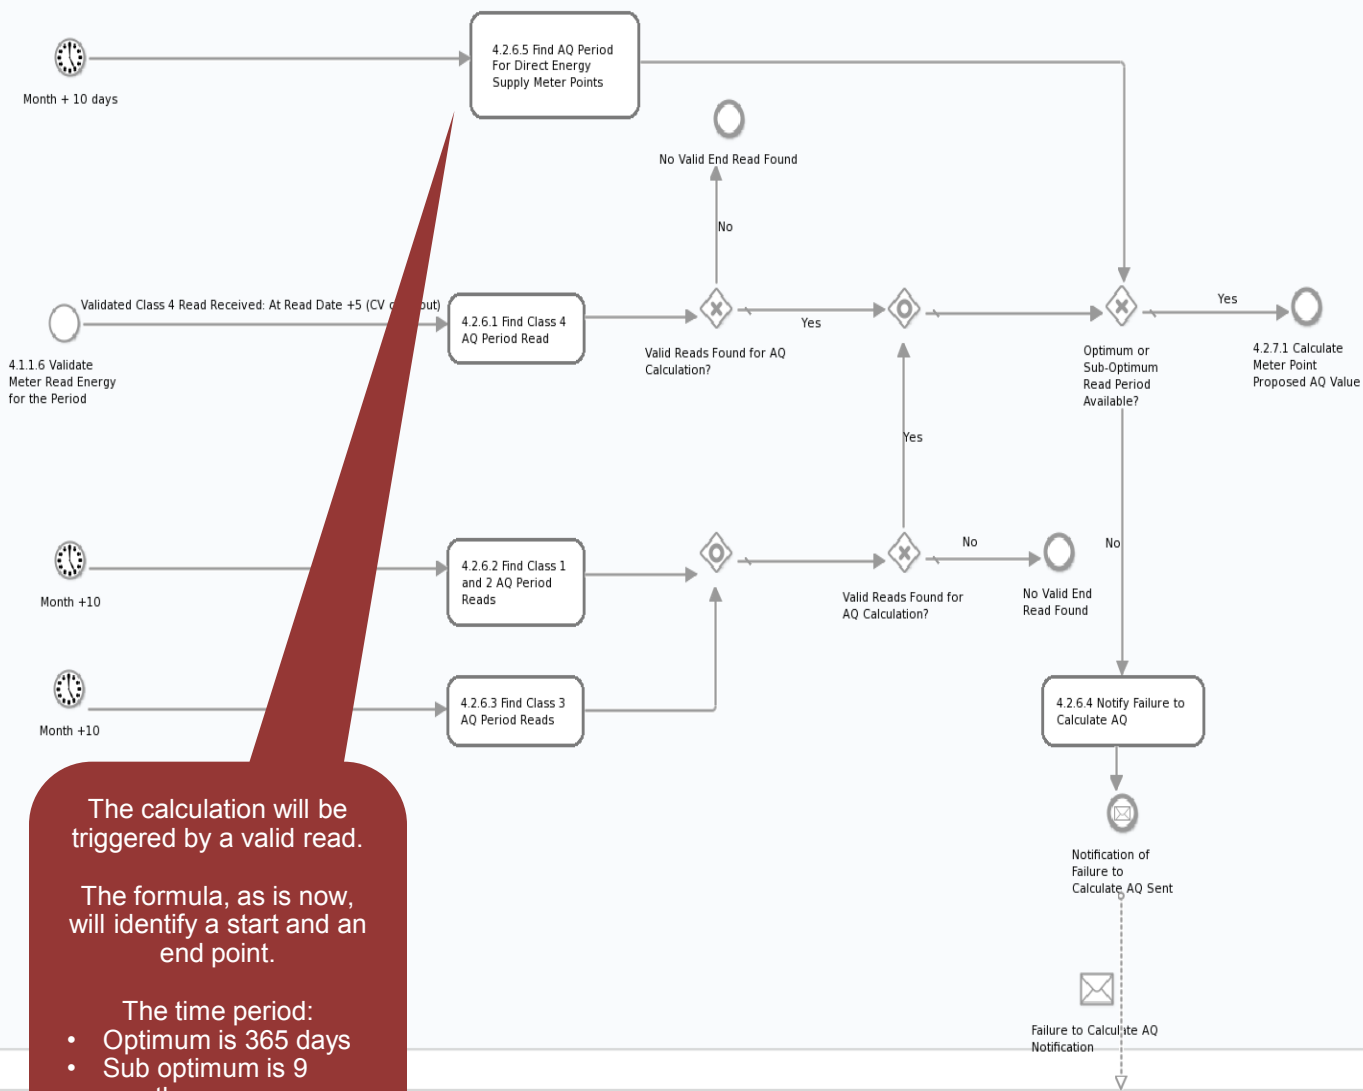 4.2.6.5 Find AQ Period
For Direct Energy
Supply Meter Points
Month + 10 days
No Valid End Read Found
No
Validated Class 4 Read Received: At Read Date +5 (CV
out)
4.2.6.1 Find Class 4
AQ Period Read
4.1.1.6 Validate
Meter Read Energy
for the Period
Valid Reads Found for AQ
Calculation?
Yes
Optimum or
Sub-Optimum
Read Period
Available?
Yes
4.2.7.1 Calculate
Meter Point
Proposed AQ Value
Yes
No
Month +10
4.2.6.2 Find Class 1
and 2 AQ Period
Reads
Valid Reads Found for
AQ Calculation?
No
No Valid End
Read Found
Month +10
4.2.6.3 Find Class 3
AQ Period Reads
4.2.6.4 Notify Failure to
Calculate AQ
Notification of
Failure to
Calculate AQ Sent
Failure to Calculate AQ
Notification
The calculation will be
triggered by a valid read.
The formula, as is now,
will identify a start and an
end point.
The time period:
• Optimum is 365 days
• Sub optimum is 9